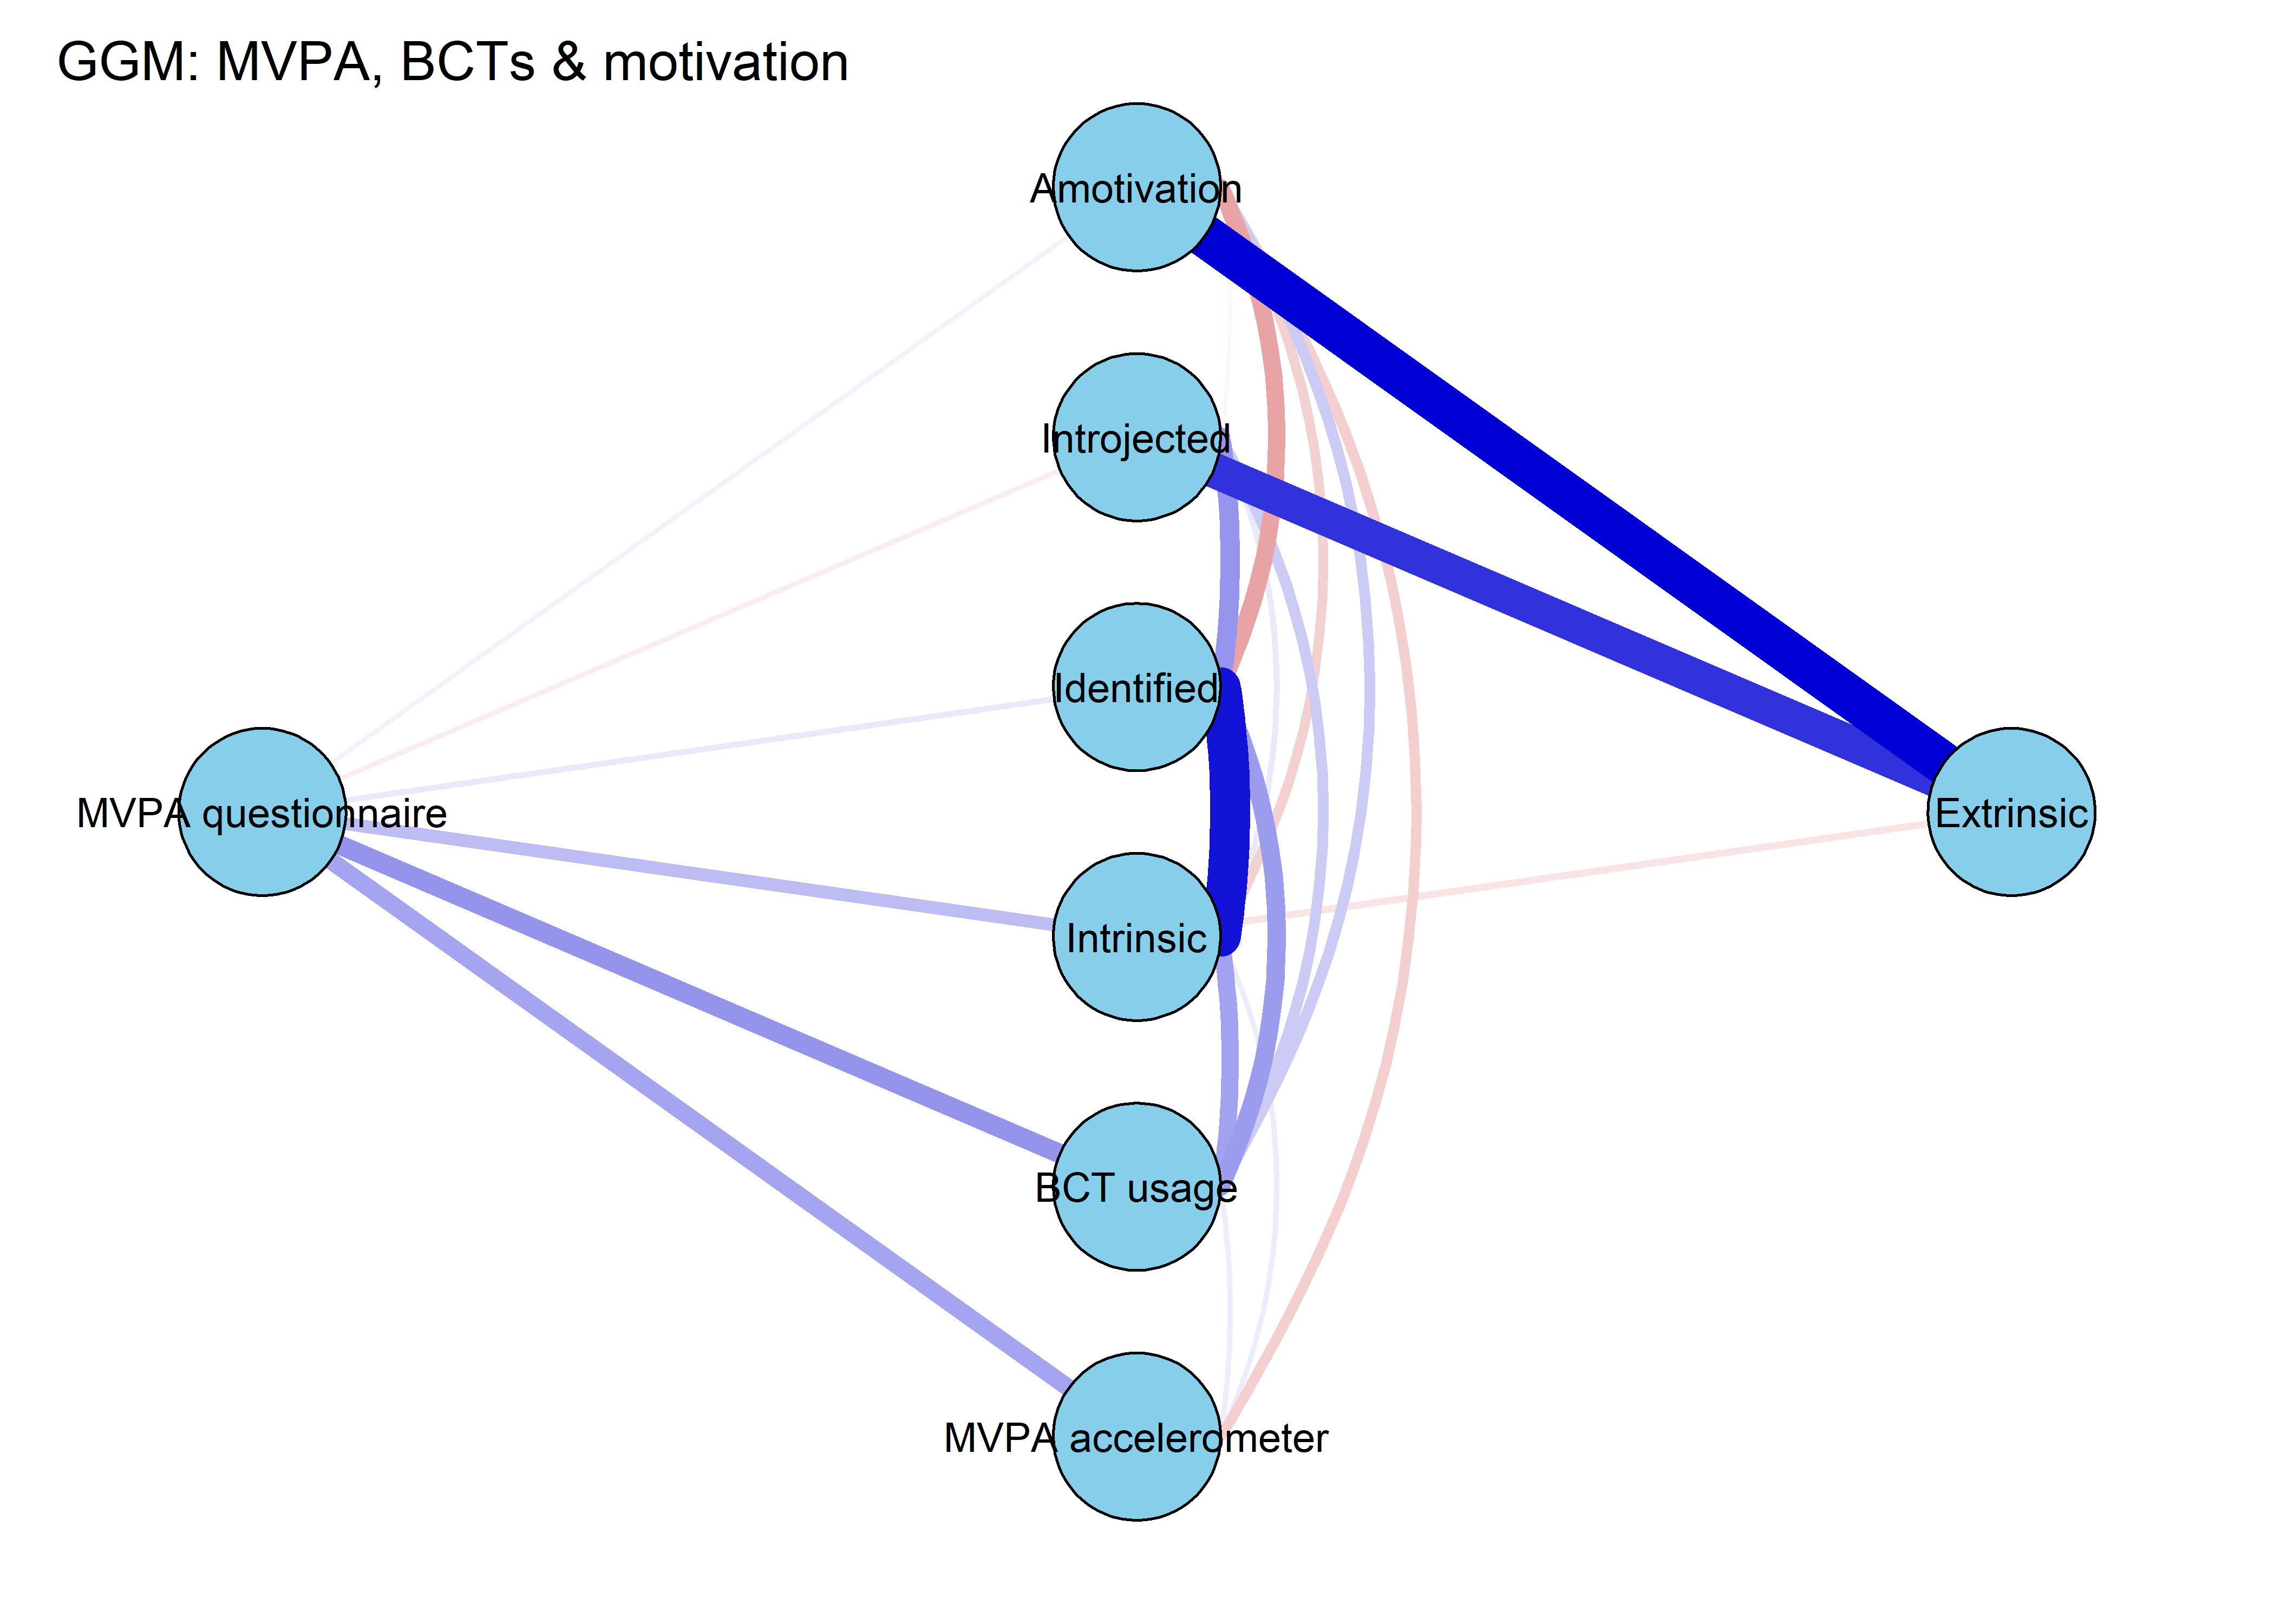 GGM: MVPA, BCTs & motivation
Amotivation
Introjected
Identified
MVPA questionnaire
Extrinsic
Intrinsic
BCT usage
MVPA accelerometer